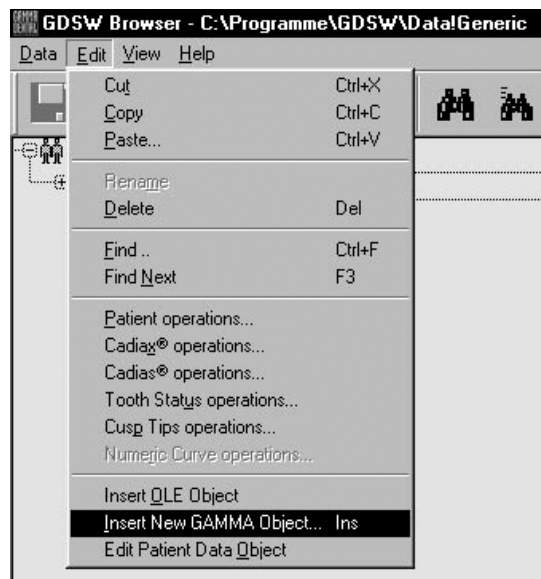 GAMMA
DENTAL
GDSW Browser - C:\Programme\GDSW\Data!Generic
Data Edit View Help
Cut Ctrl+X
Copy Ctrl+C
Paste... Ctrl+V
Rename
Delete Del
Find .. Ctrl+F
Find Next F3
Patient operations...
Cadiax® operations...
Cadias® operations...
Tooth Status operations...
Cusp Tips operations...
Numeric Curve operations...
Insert OLE Object
Insert New GAMMA Object... Ins
Edit Patient Data Object